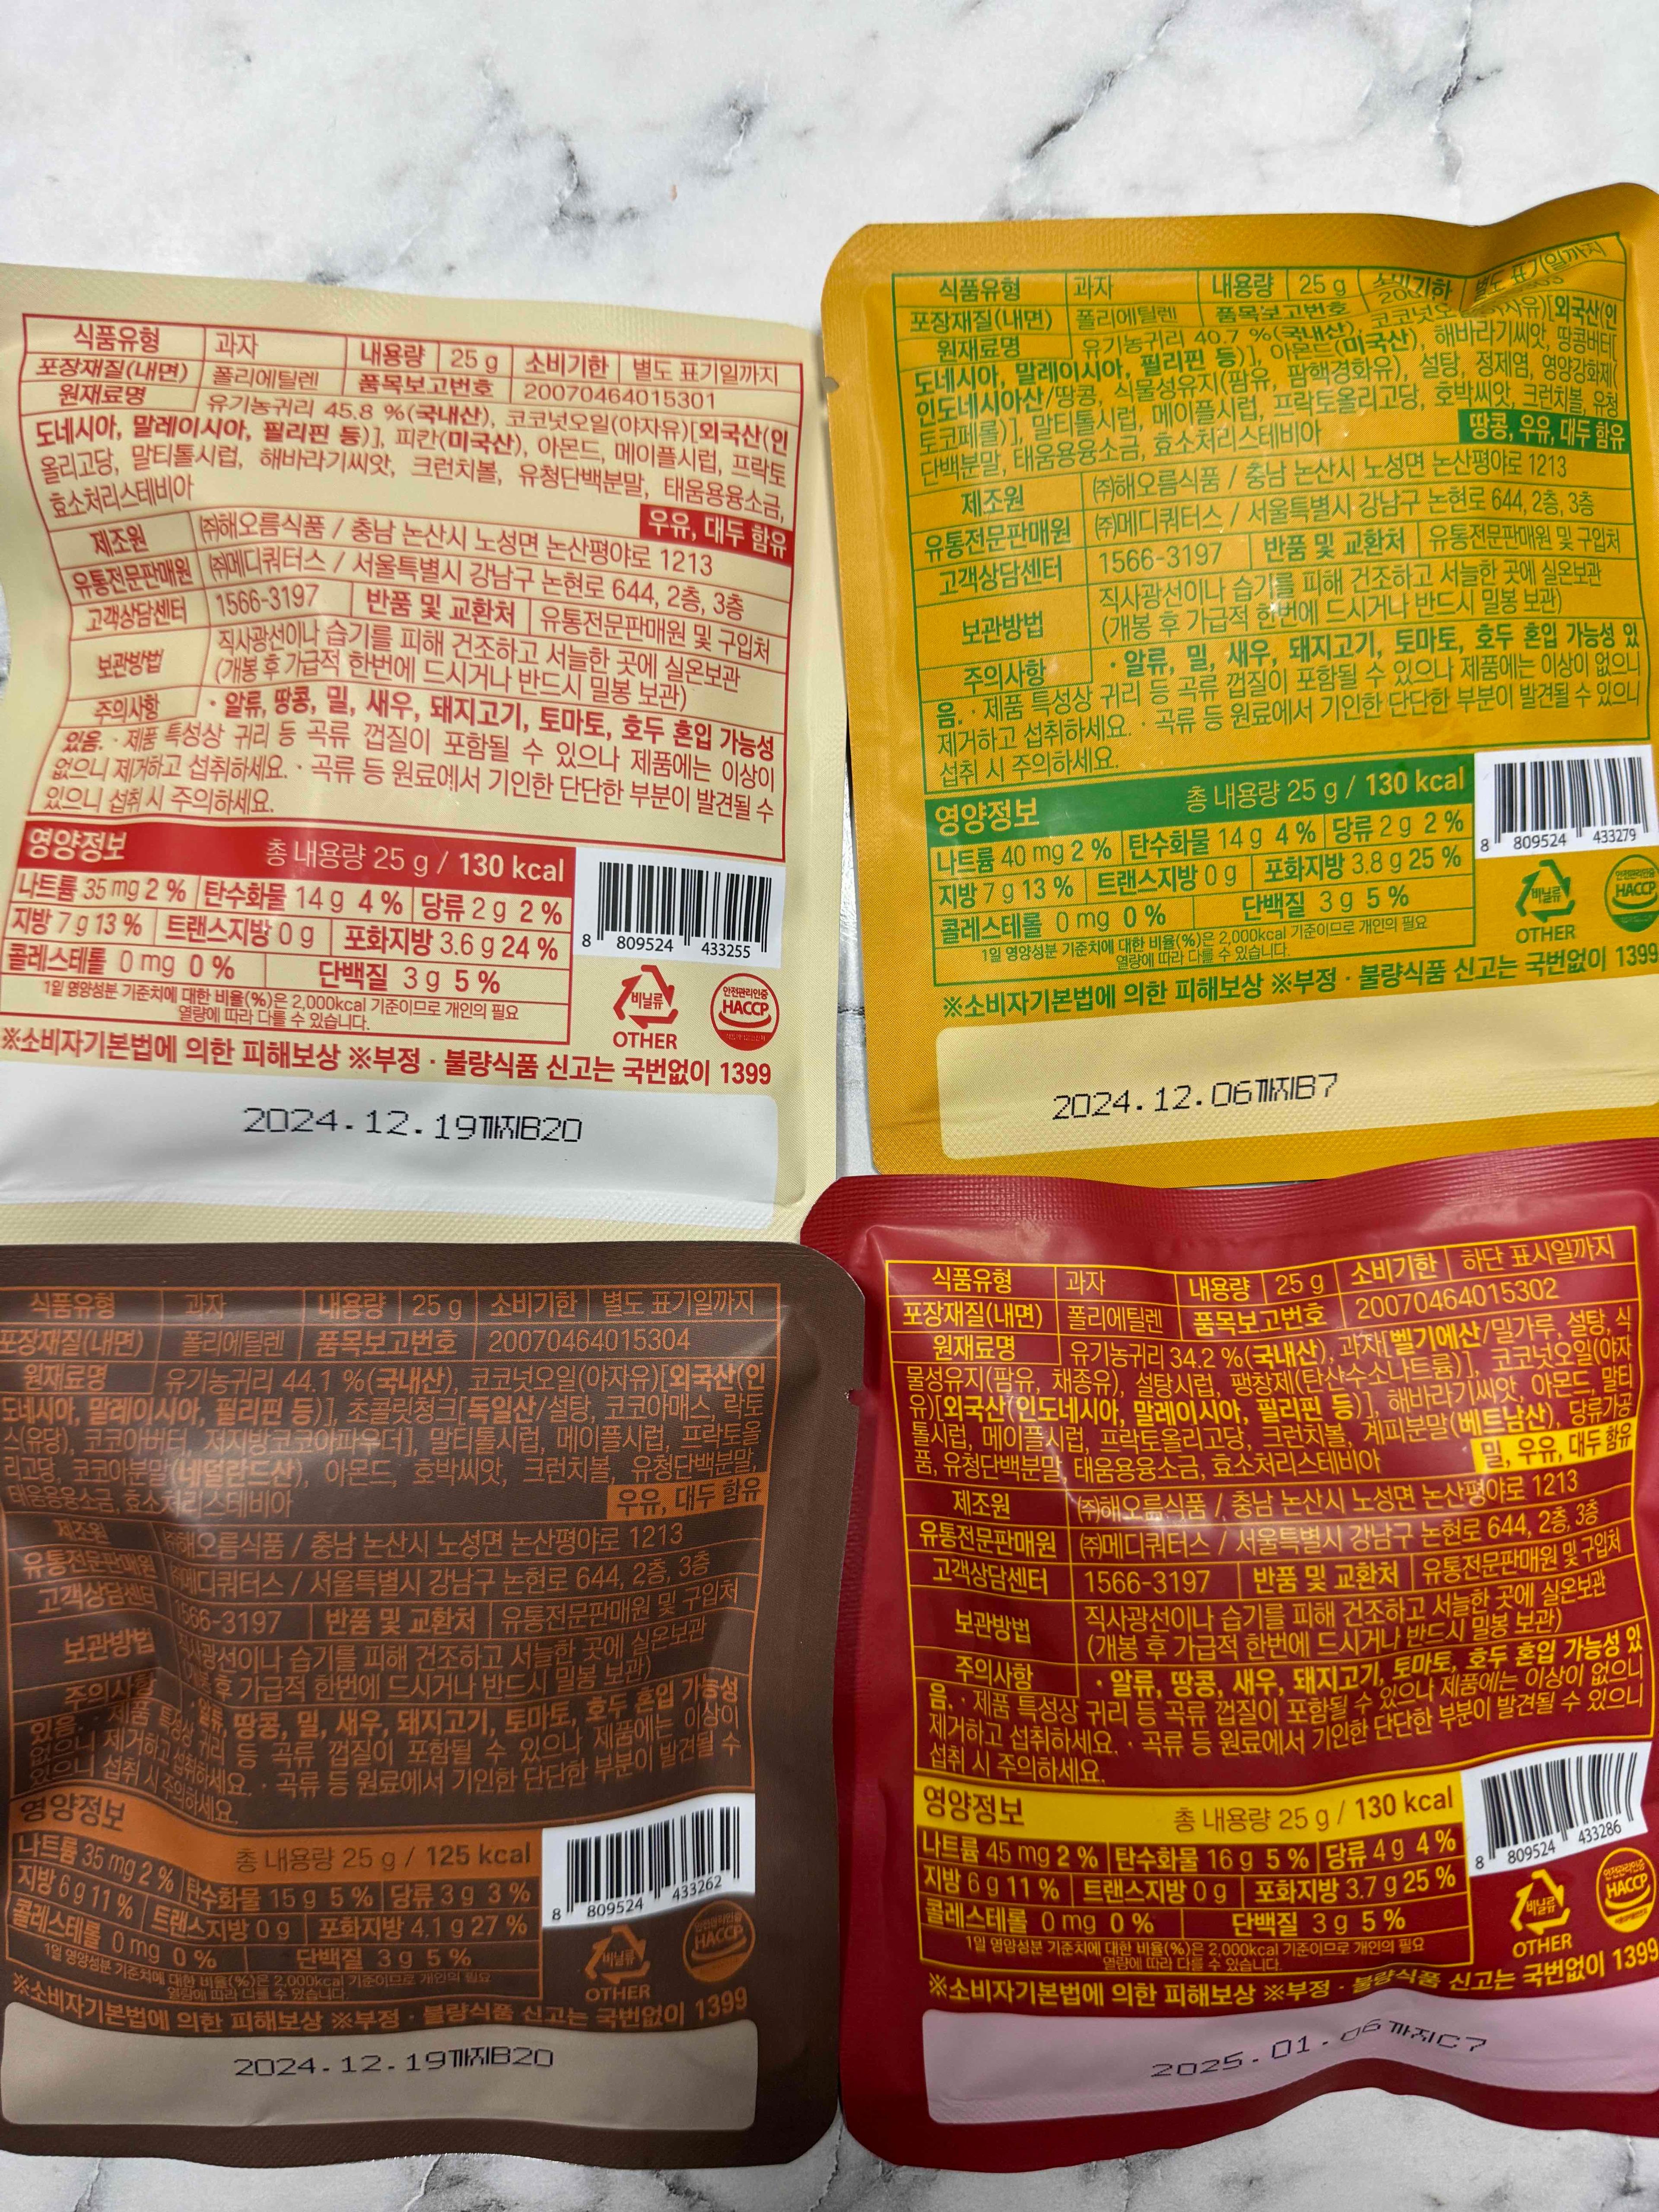 식품유형 과자 내용량 25 g 소비기한 별도 표기일까지
포장재질(내면) 폴리에틸렌 품목보고번호 20070464015301
원재료명 유기농귀리 45.8 %(국내산), 코코넛오일(야자유)[외국산(인
도네시아, 말레이시아, 필리핀 등)], 피칸(미국산), 아몬드, 메이플시럽, 프락토
올리고당, 말티톨시럽, 해바라기씨앗, 크런치볼, 유청단백분말, 태움용융소금,
효소처리스테비아
우유, 대두 함유
제조원 ㈜해오름식품 / 충남 논산시 노성면 논산평야로 1213
유통전문판매원 ㈜메디쿼터스 / 서울특별시 강남구 논현로 644, 2층, 3층
고객상담센터 1566-3197 반품 및 교환처 유통전문판매원 및 구입처
보관방법 직사광선이나 습기를 피해 건조하고 서늘한 곳에 실온보관
(개봉 후 가급적 한번에 드시거나 반드시 밀봉 보관)
주의사항 · 알류, 땅콩, 밀, 새우, 돼지고기, 토마토, 호두 혼입 가능성
있음. · 제품 특성상 귀리 등 곡류 껍질이 포함될 수 있으나 제품에는 이상이
없으니 제거하고 섭취하세요. · 곡류 등 원료에서 기인한 단단한 부분이 발견될 수
있으니 섭취 시 주의하세요.
영양정보 총 내용량 25 g / 130 kcal
나트륨 35 mg 2 % 탄수화물 14 g 4 % 당류 2 g 2 %
지방 7 g 13 % 트랜스지방 0 g 포화지방 3.6 g 24 %
콜레스테롤 0 mg 0 % 단백질 3 g 5 %
1일 영양성분 기준치에 대한 비율(%)은 2,000kcal 기준이므로 개인의 필요
열량에 따라 다를 수 있습니다.
8 809524 433255
비닐류
OTHER
안전관리인증
HACCP
※소비자기본법에 의한 피해보상 ※부정 · 불량식품 신고는 국번없이 1399
2024.12.19까지B20
식품유형 과자 내용량 25 g 소비기한 별도 표기일까지
포장재질(내면) 폴리에틸렌 품목보고번호
원재료명 유기농귀리 40.7 %(국내산), [외국산(인
도네시아, 말레이시아, 필리핀 등)], 아몬드(미국산), 해바라기씨앗, 땅콩버터[
인도네시아산/땅콩, 식물성유지(팜유, 팜핵경화유), 설탕, 정제염, 영양강화제(
토코페롤)], 말티톨시럽, 메이플시럽, 프락토올리고당, 호박씨앗, 크런치볼, 유청
단백분말, 태움용융소금, 효소처리스테비아
땅콩, 우유, 대두 함유
제조원 ㈜해오름식품 / 충남 논산시 노성면 논산평야로 1213
유통전문판매원 ㈜메디쿼터스 / 서울특별시 강남구 논현로 644, 2층, 3층
고객상담센터 1566-3197 반품 및 교환처 유통전문판매원 및 구입처
보관방법 직사광선이나 습기를 피해 건조하고 서늘한 곳에 실온보관
(개봉 후 가급적 한번에 드시거나 반드시 밀봉 보관)
주의사항 · 알류, 밀, 새우, 돼지고기, 토마토, 호두 혼입 가능성 있
음. · 제품 특성상 귀리 등 곡류 껍질이 포함될 수 있으나 제품에는 이상이 없으니
제거하고 섭취하세요. · 곡류 등 원료에서 기인한 단단한 부분이 발견될 수 있으니
섭취 시 주의하세요.
영양정보 총 내용량 25 g / 130 kcal
나트륨 40 mg 2 % 탄수화물 14 g 4 % 당류 2 g 2 %
지방 7 g 13 % 트랜스지방 0 g 포화지방 3.8 g 25 %
콜레스테롤 0 mg 0 % 단백질 3 g 5 %
1일 영양성분 기준치에 대한 비율(%)은 2,000kcal 기준이므로 개인의 필요
열량에 따라 다를 수 있습니다.
8 809524 433279
비닐류
OTHER
안전관리인증
HACCP
※소비자기본법에 의한 피해보상 ※부정 · 불량식품 신고는 국번없이 1399
2024.12.06까지B7
식품유형 과자 내용량 25 g 소비기한 별도 표기일까지
포장재질(내면) 폴리에틸렌 품목보고번호 20070464015304
원재료명 유기농귀리 44.1 %(국내산), 코코넛오일(야자유)[외국산(인
도네시아, 말레이시아, 필리핀 등)], 초콜릿청크[독일산/설탕, 코코아매스, 락토
스(유당), 코코아버터, 저지방코코아파우더], 말티톨시럽, 메이플시럽, 프락토올
리고당, 코코아분말(네덜란드산), 아몬드, 호박씨앗, 크런치볼, 유청단백분말,
태움용융소금, 효소처리스테비아
우유, 대두 함유
제조원 ㈜해오름식품 / 충남 논산시 노성면 논산평야로 1213
유통전문판매원 ㈜메디쿼터스 / 서울특별시 강남구 논현로 644, 2층, 3층
고객상담센터 1566-3197 반품 및 교환처 유통전문판매원 및 구입처
보관방법 직사광선이나 습기를 피해 건조하고 서늘한 곳에 실온보관
(개봉 후 가급적 한번에 드시거나 반드시 밀봉 보관)
주의사항 · 알류, 땅콩, 밀, 새우, 돼지고기, 토마토, 호두 혼입 가능성
있음. · 제품 특성상 귀리 등 곡류 껍질이 포함될 수 있으나 제품에는 이상이
없으니 제거하고 섭취하세요. · 곡류 등 원료에서 기인한 단단한 부분이 발견될 수
있으니 섭취 시 주의하세요.
영양정보 총 내용량 25 g / 125 kcal
나트륨 35 mg 2 % 탄수화물 15 g 5 % 당류 3 g 3 %
지방 6 g 11 % 트랜스지방 0 g 포화지방 4.1 g 27 %
콜레스테롤 0 mg 0 % 단백질 3 g 5 %
1일 영양성분 기준치에 대한 비율(%)은 2,000kcal 기준이므로 개인의 필요
열량에 따라 다를 수 있습니다.
8 809524 433262
비닐류
OTHER
안전관리인증
HACCP
※소비자기본법에 의한 피해보상 ※부정 · 불량식품 신고는 국번없이 1399
2024.12.19까지B20
식품유형 과자 내용량 25 g 소비기한 하단 표시일까지
포장재질(내면) 폴리에틸렌 품목보고번호 20070464015302
원재료명 유기농귀리 34.2 %(국내산), 과자[벨기에산/밀가루, 설탕, 식
물성유지(팜유, 채종유), 설탕시럽, 팽창제(탄산수소나트륨)], 코코넛오일(야자
유)[외국산(인도네시아, 말레이시아, 필리핀 등)], 해바라기씨앗, 아몬드, 말티
톨시럽, 메이플시럽, 프락토올리고당, 크런치볼, 계피분말(베트남산), 당류가공
품, 유청단백분말, 태움용융소금, 효소처리스테비아
밀, 우유, 대두 함유
제조원 ㈜해오름식품 / 충남 논산시 노성면 논산평야로 1213
유통전문판매원 ㈜메디쿼터스 / 서울특별시 강남구 논현로 644, 2층, 3층
고객상담센터 1566-3197 반품 및 교환처 유통전문판매원 및 구입처
보관방법 직사광선이나 습기를 피해 건조하고 서늘한 곳에 실온보관
(개봉 후 가급적 한번에 드시거나 반드시 밀봉 보관)
주의사항 · 알류, 땅콩, 새우, 돼지고기, 토마토, 호두 혼입 가능성 있
음. · 제품 특성상 귀리 등 곡류 껍질이 포함될 수 있으나 제품에는 이상이 없으니
제거하고 섭취하세요. · 곡류 등 원료에서 기인한 단단한 부분이 발견될 수 있으니
섭취 시 주의하세요.
영양정보 총 내용량 25 g / 130 kcal
나트륨 45 mg 2 % 탄수화물 16 g 5 % 당류 4 g 4 %
지방 6 g 11 % 트랜스지방 0 g 포화지방 3.7 g 25 %
콜레스테롤 0 mg 0 % 단백질 3 g 5 %
1일 영양성분 기준치에 대한 비율(%)은 2,000kcal 기준이므로 개인의 필요
열량에 따라 다를 수 있습니다.
8 809524 433286
비닐류
OTHER
안전관리인증
HACCP
※소비자기본법에 의한 피해보상 ※부정 · 불량식품 신고는 국번없이 1399
2025.01.06까지C7